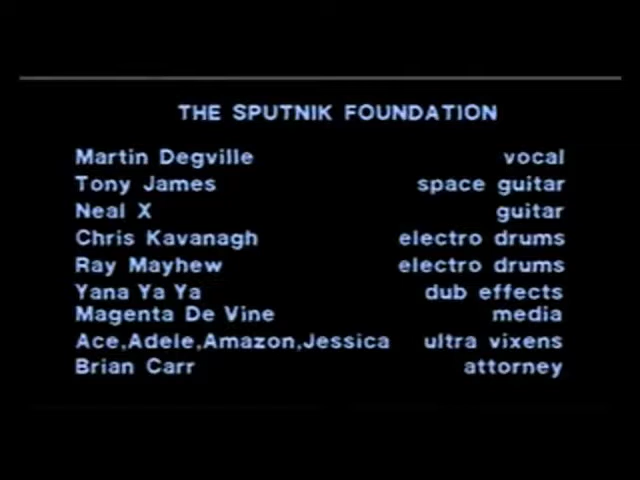 THE SPUTNIK FOUNDATION
Martin Degville vocal
Tony James space guitar
Neal X guitar
Chris Kavanagh electro drums
Ray Mayhew electro drums
Yana Ya Ya dub effects
Magenta De Vine media
Ace,Adele,Amazon,Jessica ultra vixens
Brian Carr attorney